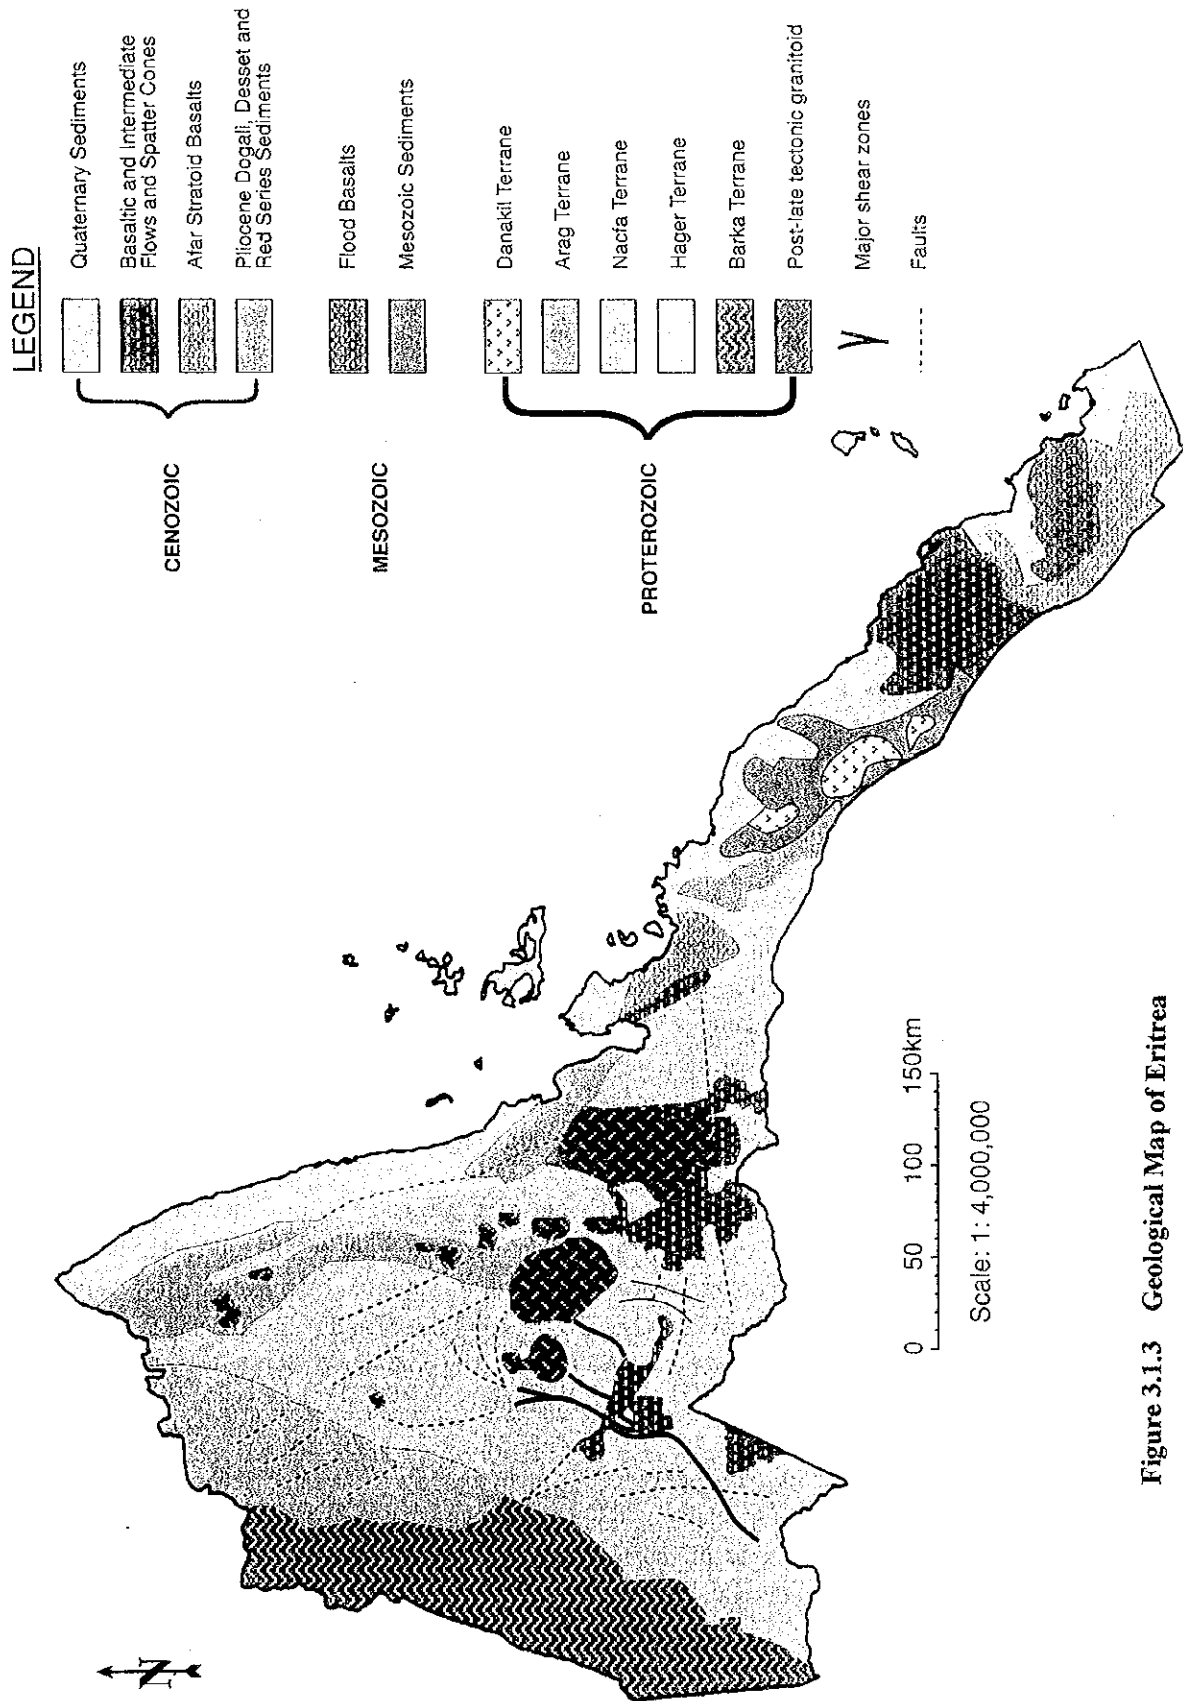 LEGEND
CENOZOIC
Quaternary Sediments
Basaltic and Intermediate
Flows and Spatter Cones
Afar Stratoid Basalts
Pliocene Dogali, Desset and
Red Series Sediments
MESOZOIC
Flood Basalts
Mesozoic Sediments
PROTEROZOIC
Danakil Terrane
Arag Terrane
Nacfa Terrane
Hager Terrane
Barka Terrane
Post-late tectonic granitoid
Major shear zones
Faults
N
0 50 100 150km
Scale: 1 : 4,000,000
Figure 3.1.3 Geological Map of Eritrea